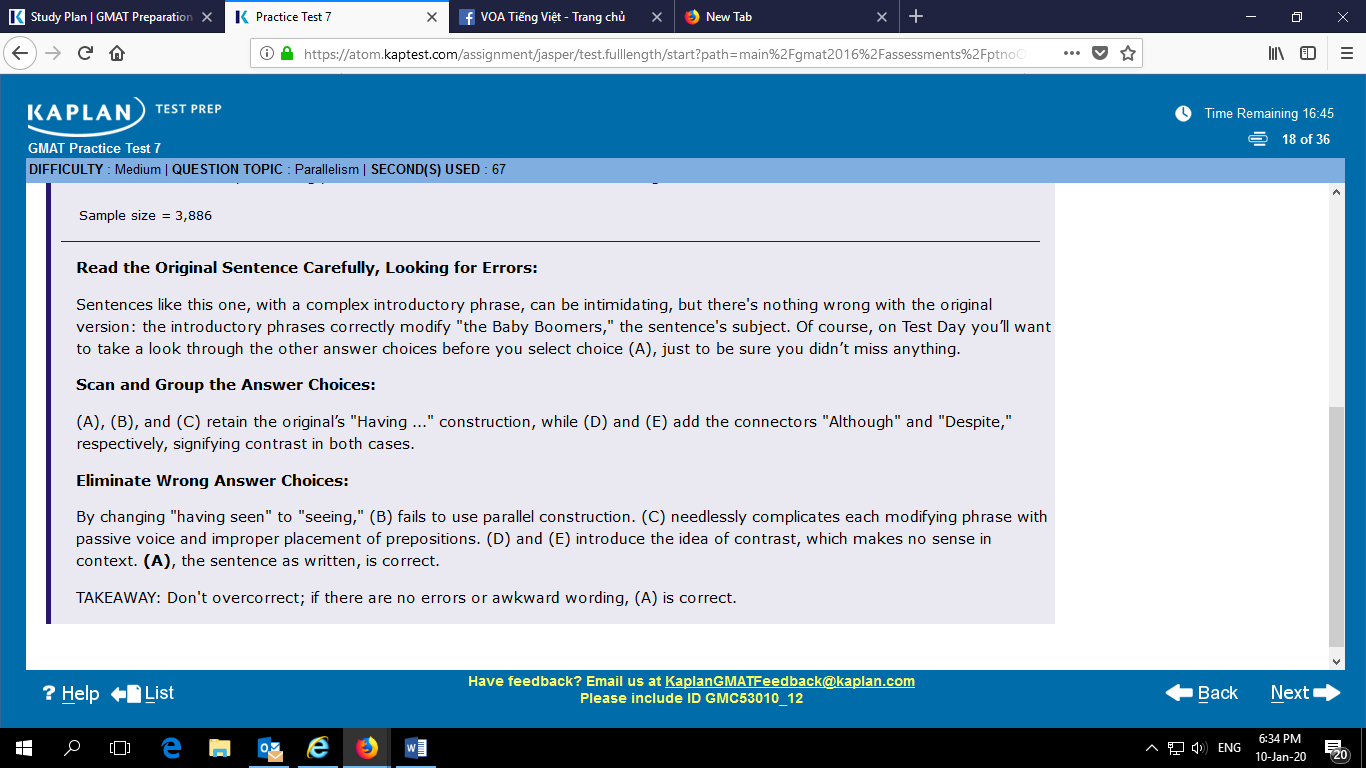 Study Plan | GMAT Preparation
Practice Test 7
VOA Tiếng Việt - Trang chủ
New Tab
https://atom.kaptest.com/assignment/jasper/test.fulllength/start?path=main%2Fgmat2016%2Fassessments%2Fptno
KAPLAN TEST PREP
Time Remaining 16:45
GMAT Practice Test 7
18 of 36
DIFFICULTY : Medium | QUESTION TOPIC : Parallelism | SECOND(S) USED : 67
Sample size = 3,886
Read the Original Sentence Carefully, Looking for Errors:
Sentences like this one, with a complex introductory phrase, can be intimidating, but there's nothing wrong with the original
version: the introductory phrases correctly modify "the Baby Boomers," the sentence's subject. Of course, on Test Day you’ll want
to take a look through the other answer choices before you select choice (A), just to be sure you didn’t miss anything.
Scan and Group the Answer Choices:
(A), (B), and (C) retain the original’s "Having ..." construction, while (D) and (E) add the connectors "Although" and "Despite,"
respectively, signifying contrast in both cases.
Eliminate Wrong Answer Choices:
By changing "having seen" to "seeing," (B) fails to use parallel construction. (C) needlessly complicates each modifying phrase with
passive voice and improper placement of prepositions. (D) and (E) introduce the idea of contrast, which makes no sense in
context. (A), the sentence as written, is correct.
TAKEAWAY: Don't overcorrect; if there are no errors or awkward wording, (A) is correct.
? Help
List
Have feedback? Email us at KaplanGMATFeedback@kaplan.com
Please include ID GMC53010_12
Back
Next
ENG
6:34 PM
10-Jan-20
20